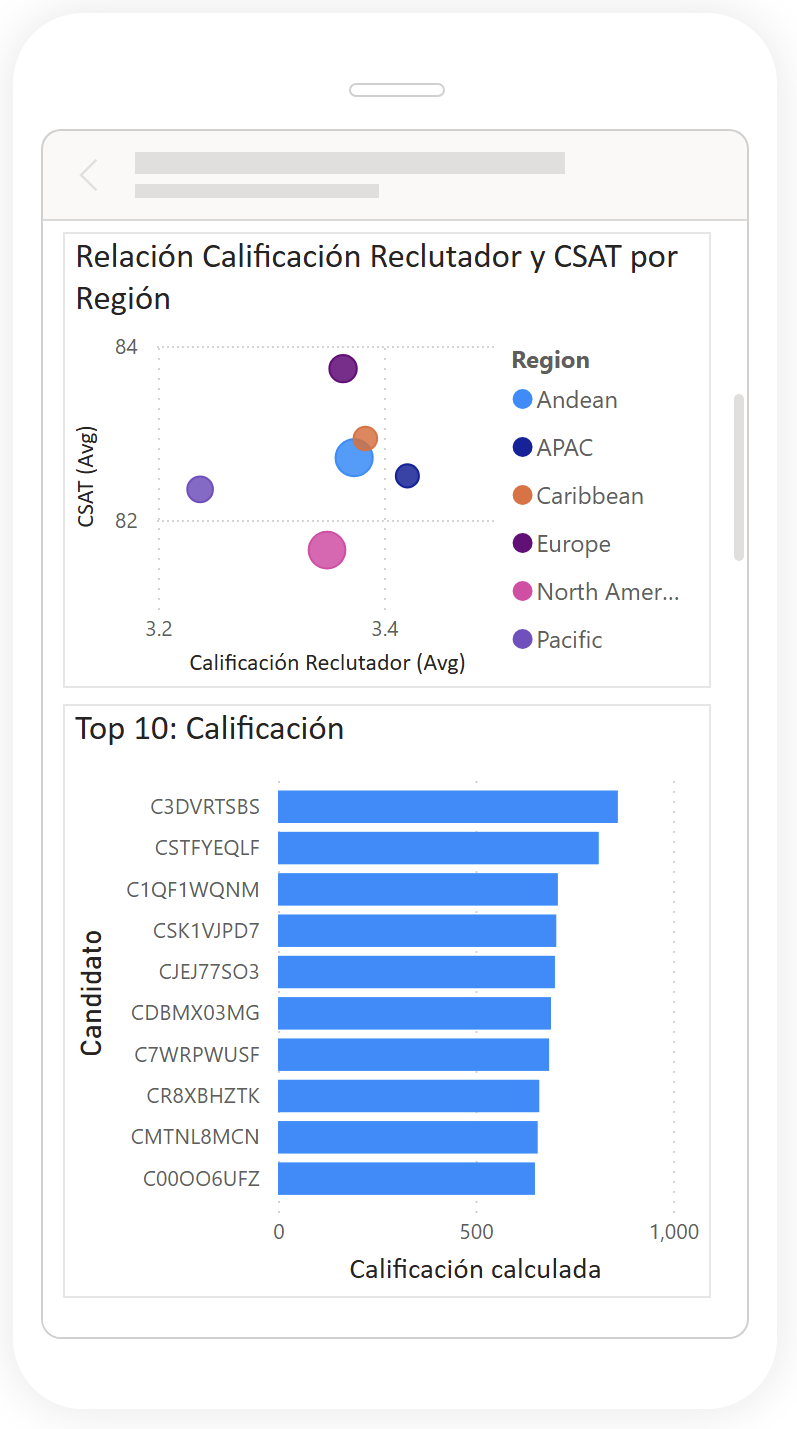 Relación Calificación Reclutador y CSAT por
Región
84
82
CSAT (Avg)
3.2
3.4
Calificación Reclutador (Avg)
Region
Andean
APAC
Caribbean
Europe
North Amer...
Pacific
Top 10: Calificación
Candidato
C3DVRTSBS
CSTFYEQLF
C1QF1WQNM
CSK1VJPD7
CJEJ77SO3
CDBMX03MG
C7WRPWUSF
CR8XBHZTK
CMTNL8MCN
C00OO6UFZ
0
500
1,000
Calificación calculada